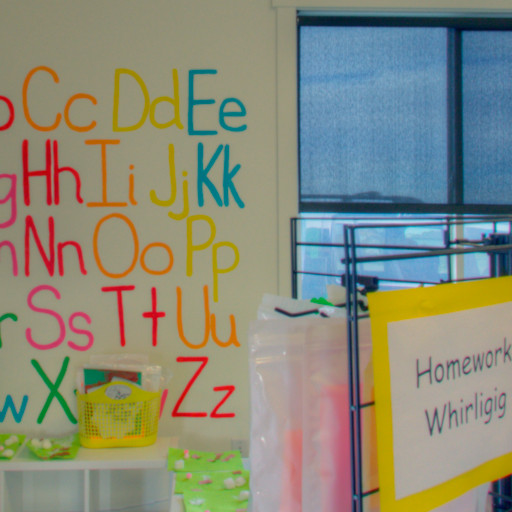 Cc Dd Ee
Hh Ii Jj Kk
Nn Oo Pp
Ss Tt Uu
X Zz
Homework
Whirligig